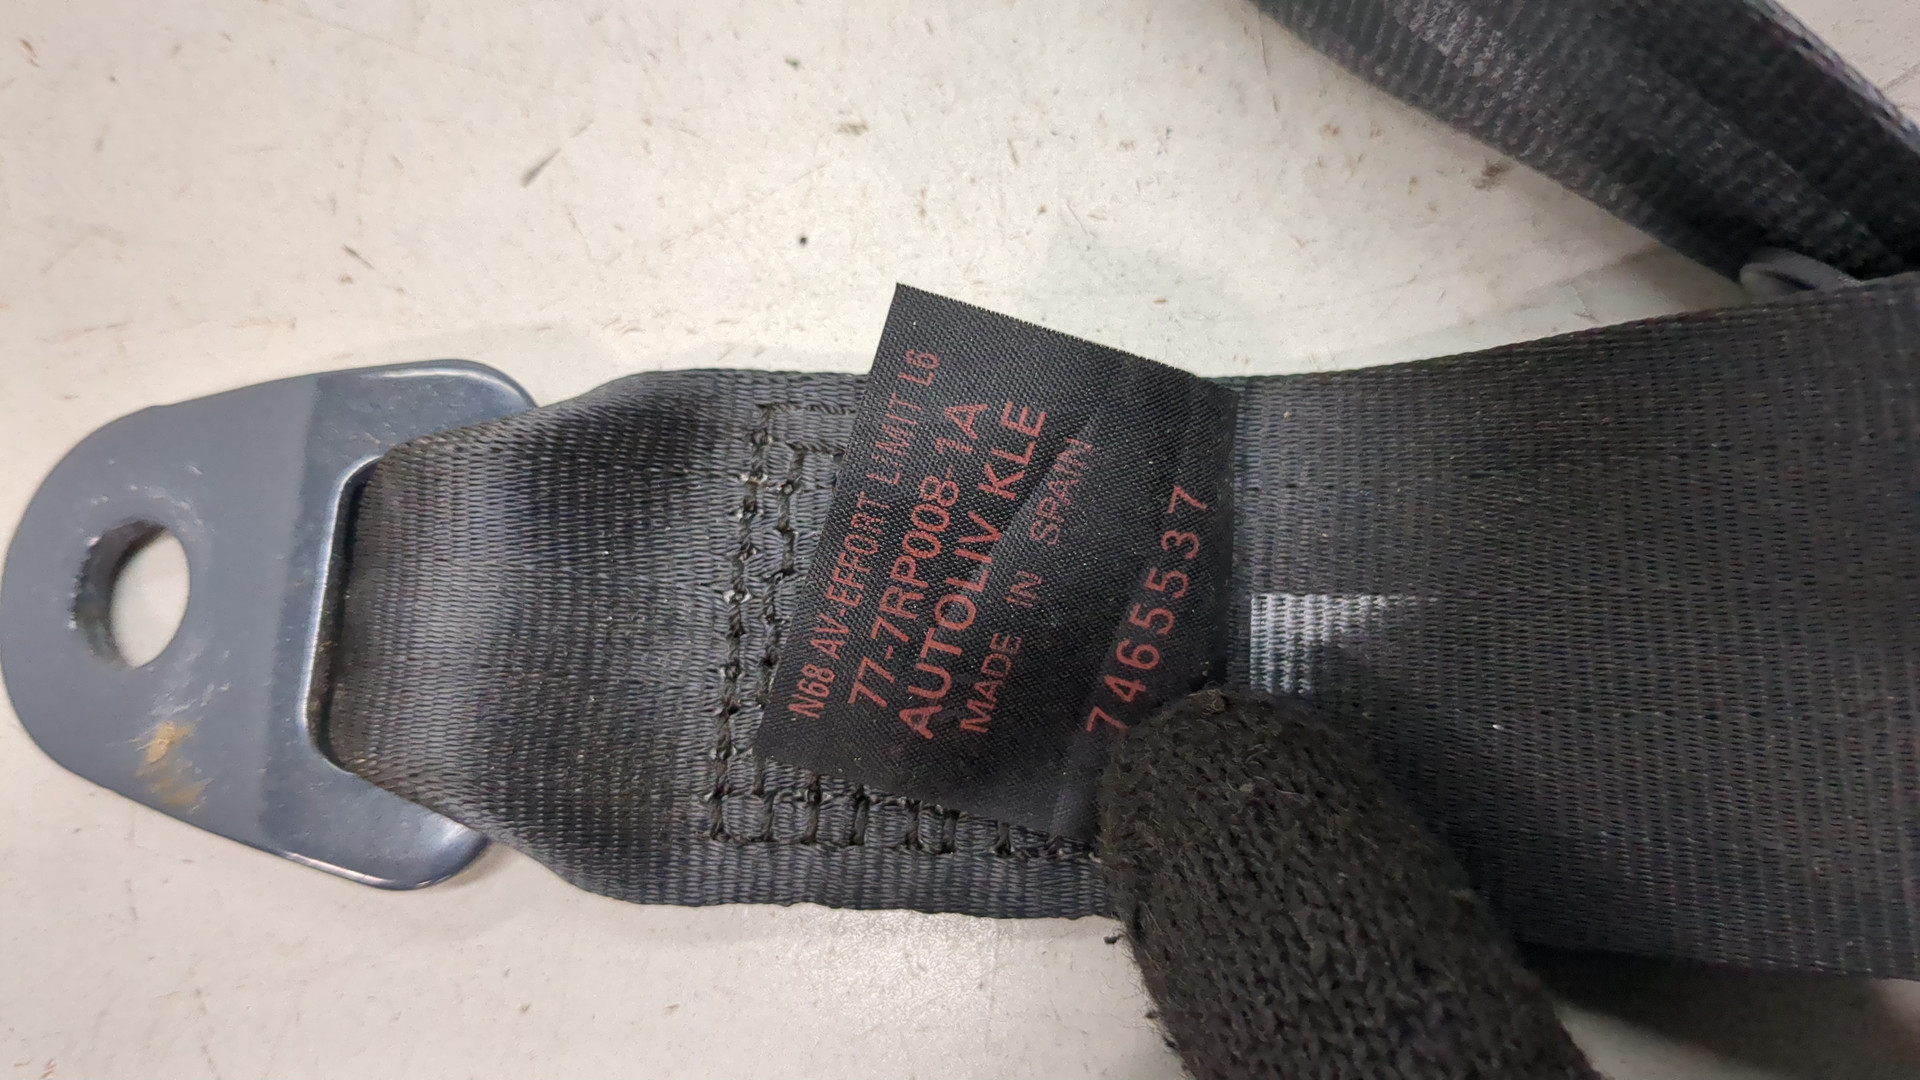 N68 AV-EFFORT LIMIT L6
77-7RP008-1A
AUTOLIV KLE
MADE IN SPAIN
7465537